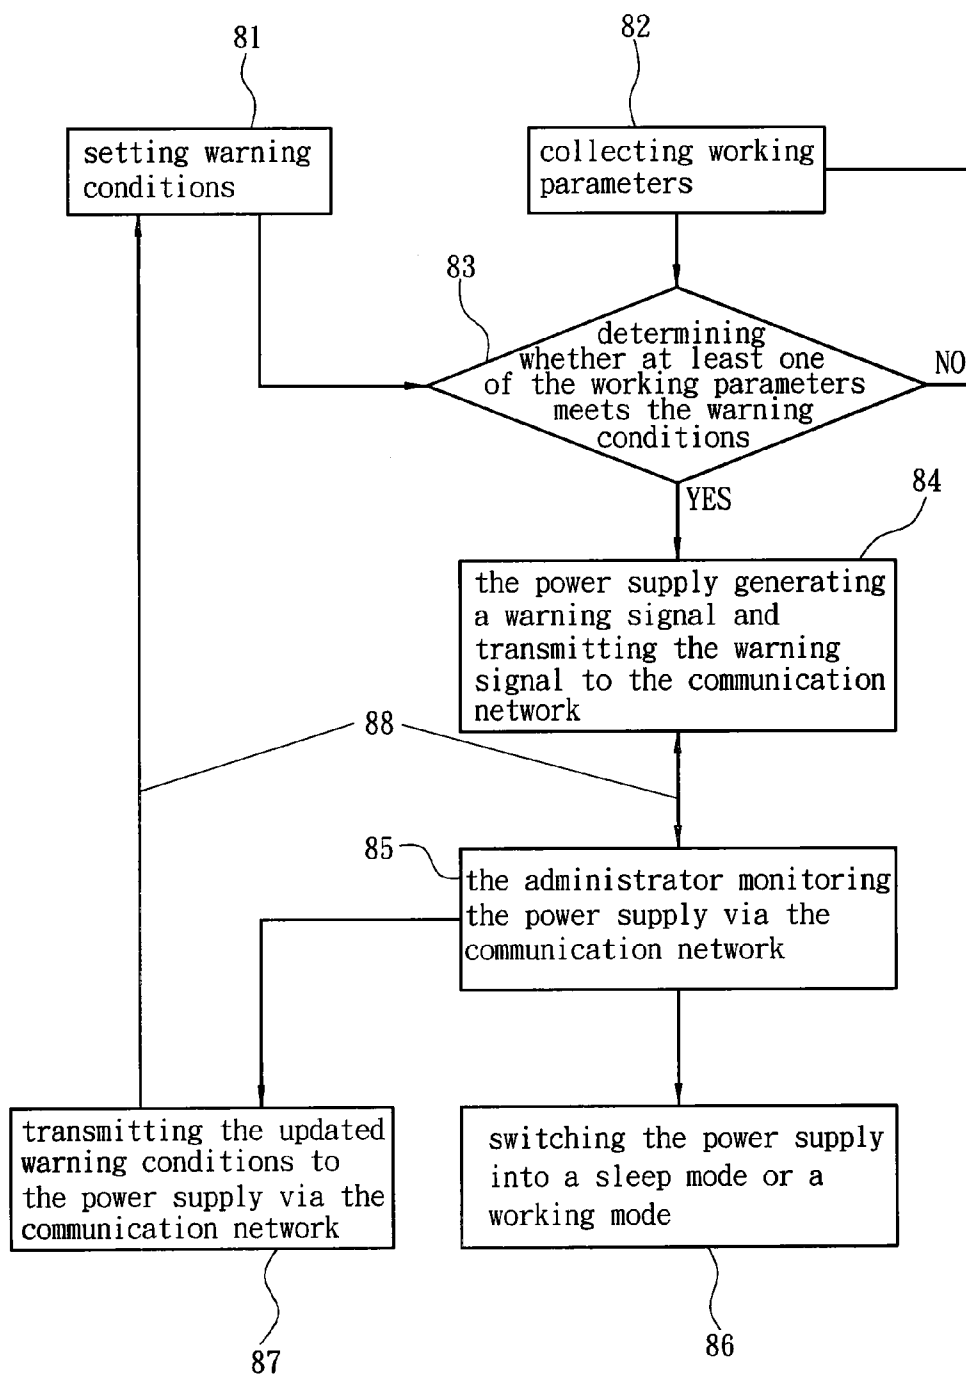 81
82
setting warning
conditions
collecting working
parameters
83
determining
whether at least one
of the working parameters
meets the warning
conditions
NO
YES
84
the power supply generating
a warning signal and
transmitting the warning
signal to the communication
network
88
85
the administrator monitoring
the power supply via the
communication network
transmitting the updated
warning conditions to
the power supply via the
communication network
switching the power supply
into a sleep mode or a
working mode
87
86